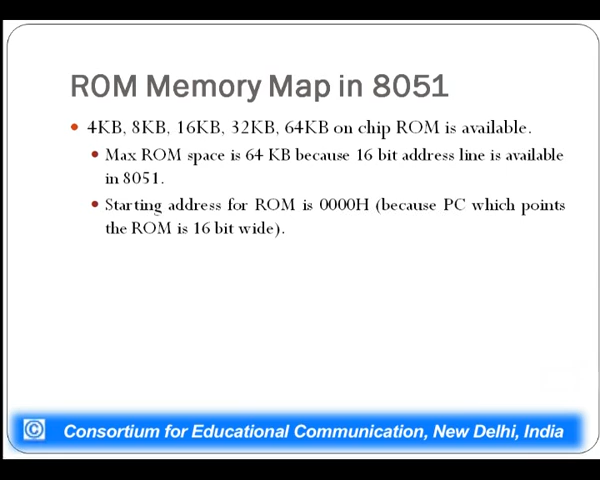 ROM Memory Map in 8051
• 4KB, 8KB, 16KB, 32KB, 64KB on chip ROM is available.
• Max ROM space is 64 KB because 16 bit address line is available
in 8051.
• Starting address for ROM is 0000H (because PC which points
the ROM is 16 bit wide).
© Consortium for Educational Communication, New Delhi, India